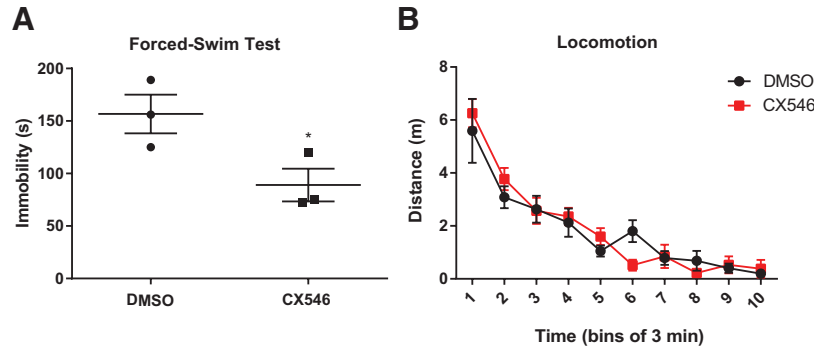 A
Forced-Swim Test
Immobility (s)
200
150
100
50
0
*
DMSO
CX546
B
Locomotion
Distance (m)
8
6
4
2
0
1
2
3
4
5
6
7
8
9
10
Time (bins of 3 min)
DMSO
CX546